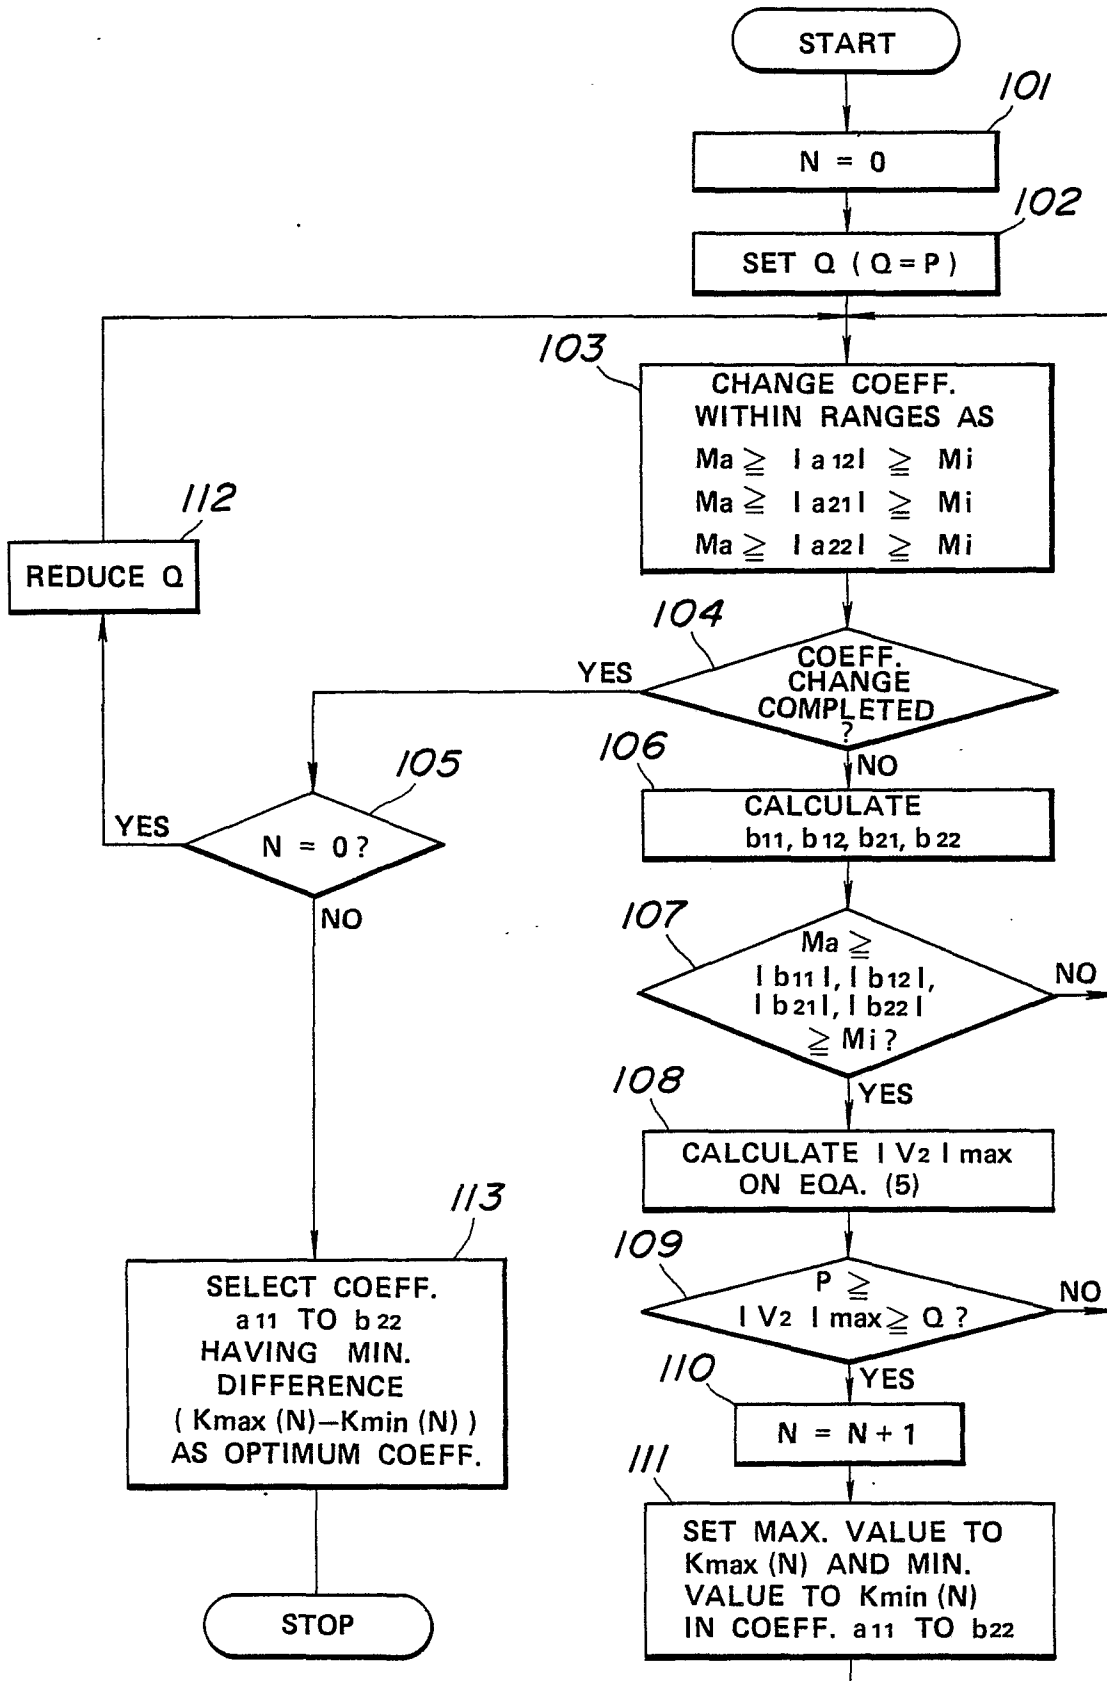 START
101
N = 0
102
SET Q ( Q = P )
103
CHANGE COEFF.
WITHIN RANGES AS
Ma ≧ | a12 | ≧ Mi
Ma ≧ | a21 | ≧ Mi
Ma ≧ | a22 | ≧ Mi
112
REDUCE Q
104
COEFF.
CHANGE
COMPLETED
?
YES
NO
105
N = 0 ?
YES
NO
106
CALCULATE
b11, b12, b21, b22
107
Ma ≧
| b11 |, | b12 |,
| b21 |, | b22 |
≧ Mi ?
NO
YES
108
CALCULATE | V2 | max
ON EQA. (5)
109
P ≧
| V2 | max ≧ Q ?
NO
YES
110
N = N + 1
111
SET MAX. VALUE TO
Kmax (N) AND MIN.
VALUE TO Kmin (N)
IN COEFF. a11 TO b22
113
SELECT COEFF.
a11 TO b22
HAVING MIN.
DIFFERENCE
( Kmax (N) – Kmin (N) )
AS OPTIMUM COEFF.
STOP